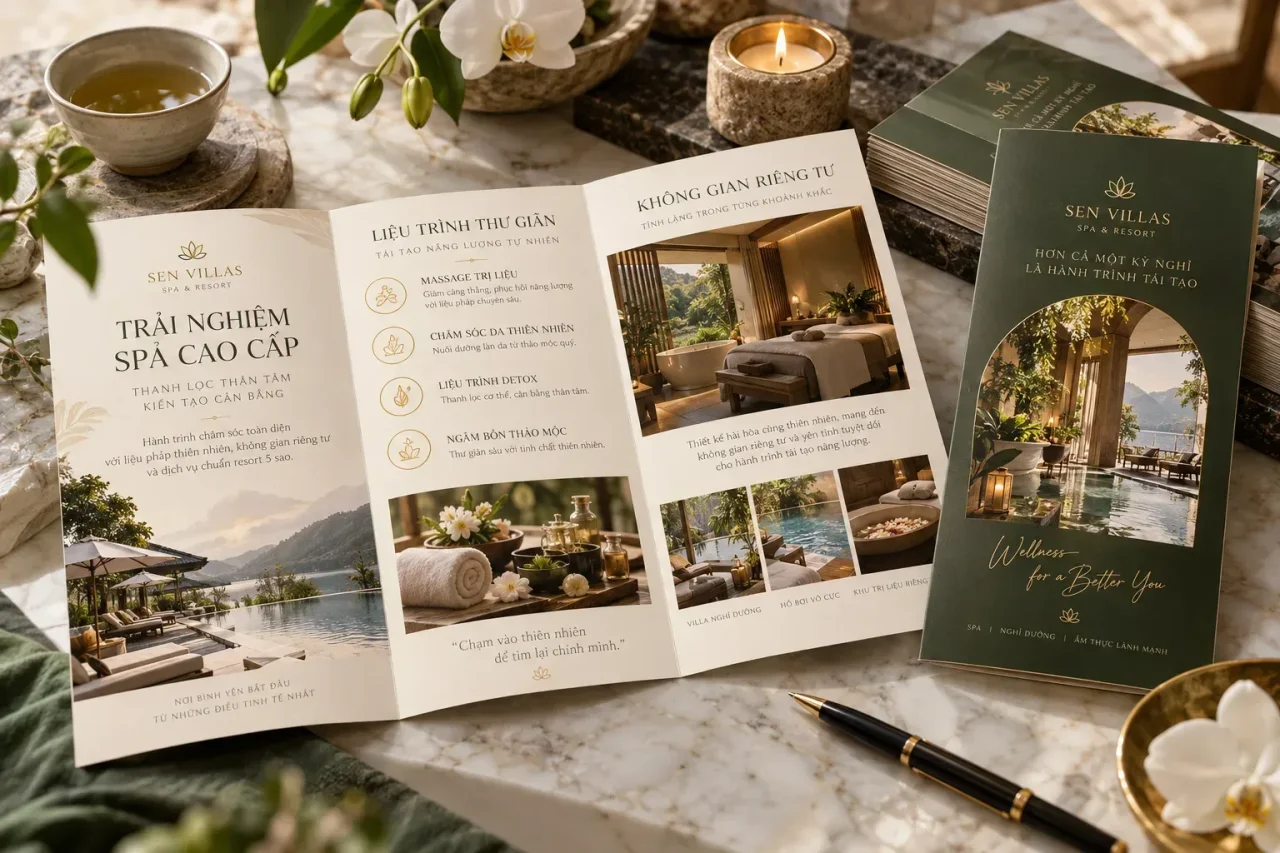 SEN VILLAS
SPA & RESORT
TRẢI NGHIỆM
SPẢ CAO CẤP
THANH LỌC THÂN TÂM
KIẾN TẠO CÂN BẰNG
Hành trình chăm sóc toàn diện
với liệu pháp thiên nhiên, không gian riêng tư
và dịch vụ chuẩn resort 5 sao.
NƠI BÌNH YÊN BẮT ĐẦU
TỪ NHỮNG ĐIỀU TINH TẾ NHẤT
LIỆU TRÌNH THƯ GIÃN
TÁI TẠO NĂNG LƯỢNG TỰ NHIÊN
MASSAGE TRỊ LIỆU
Giảm căng thẳng, phục hồi năng lượng
với liệu pháp chuyên sâu.
CHĂM SÓC DA THIÊN NHIÊN
Nuôi dưỡng làn da từ thảo mộc quý.
LIỆU TRÌNH DETOX
Thanh lọc cơ thể, cân bằng thân tâm.
NGÂM BỒN THẢO MỘC
Thư giãn sâu với tinh chất thiên nhiên.
“Chạm vào thiên nhiên
để tìm lại chính mình.”
KHÔNG GIAN RIÊNG TƯ
TĨNH LẶNG TRONG TỪNG KHOẢNH KHẮC
Thiết kế hài hòa cùng thiên nhiên, mang đến
không gian riêng tư và yên tĩnh tuyệt đối
cho hành trình tái tạo năng lượng.
VILLA NGHỈ DƯỠNG
HỒ BƠI VÔ CỰC
KHU TRỊ LIỆU RIÊNG
SEN VILLAS
SPA & RESORT
HƠN CẢ MỘT KỲ NGHỈ
LÀ HÀNH TRÌNH TÁI TẠO
Wellness
for a Better You
SPA | NGHỈ DƯỠNG | ẨM THỰC LÀNH MẠNH
SEN VILLAS